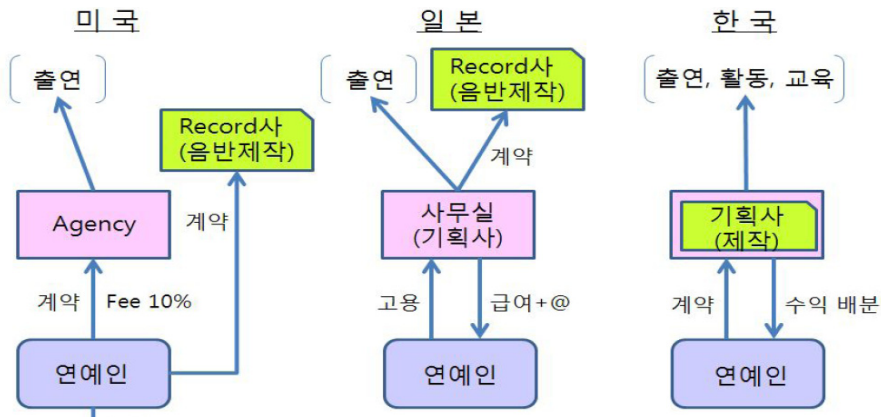 미 국
출연
Record사
(음반제작)
Agency
계약
계약
Fee 10%
연예인
일 본
출연
Record사
(음반제작)
계약
사무실
(기획사)
고용
급여+@
연예인
한 국
출연, 활동, 교육
기획사
(제작)
계약
수익 배분
연예인